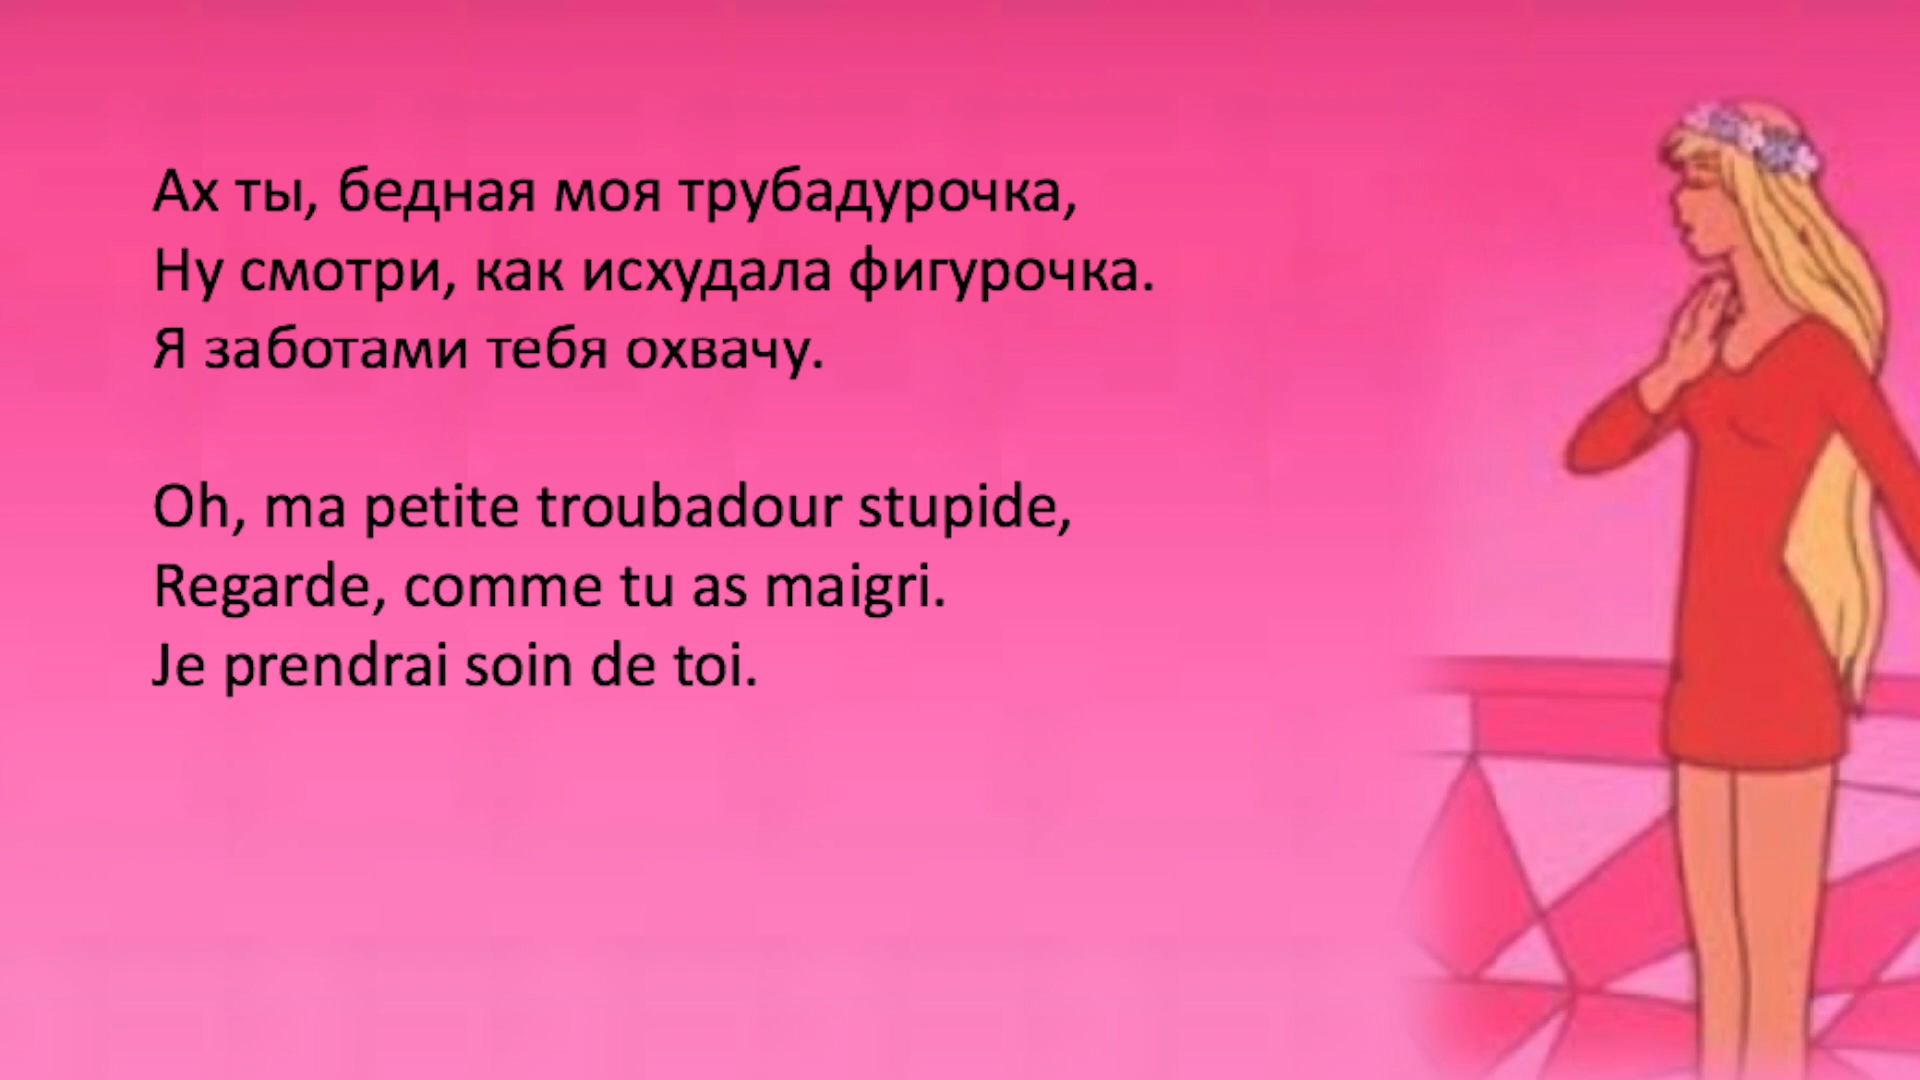 Ах ты, бедная моя трубадурочка,
Ну смотри, как исхудала фигурочка.
Я заботами тебя охвачу.
Oh, ma petite troubadour stupide,
Regarde, comme tu as maigri.
Je prendrai soin de toi.